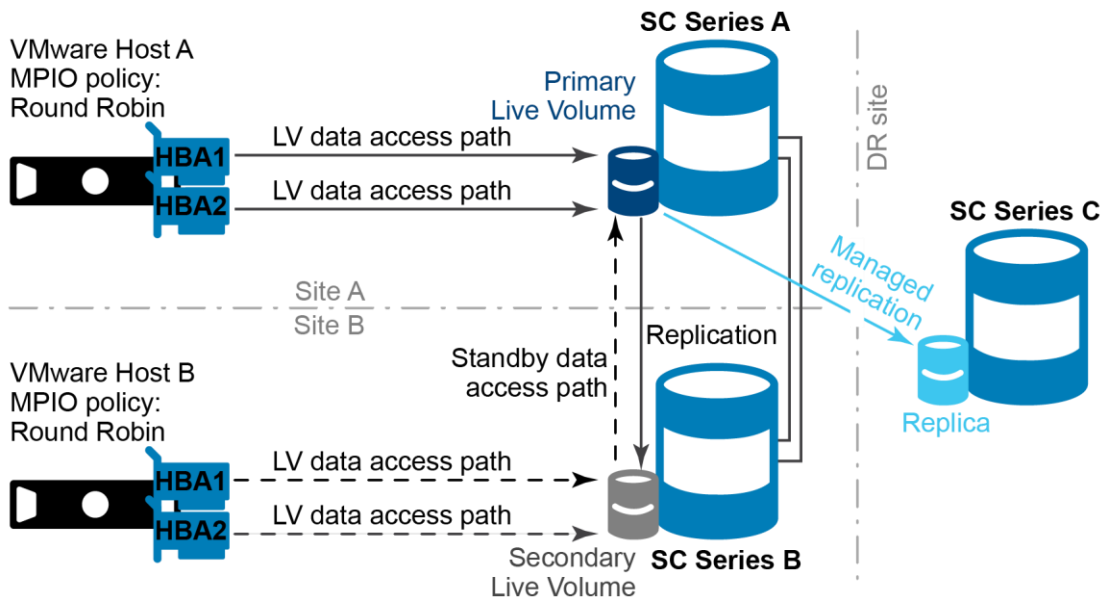 SC Series A
VMware Host A
MPIO policy:
Round Robin
Primary
Live Volume
HBA1
LV data access path
HBA2
LV data access path
DR site
SC Series C
Managed
replication
Site A
Site B
Replication
Standby data
access path
Replica
VMware Host B
MPIO policy:
Round Robin
HBA1
LV data access path
HBA2
LV data access path
SC Series B
Secondary
Live Volume